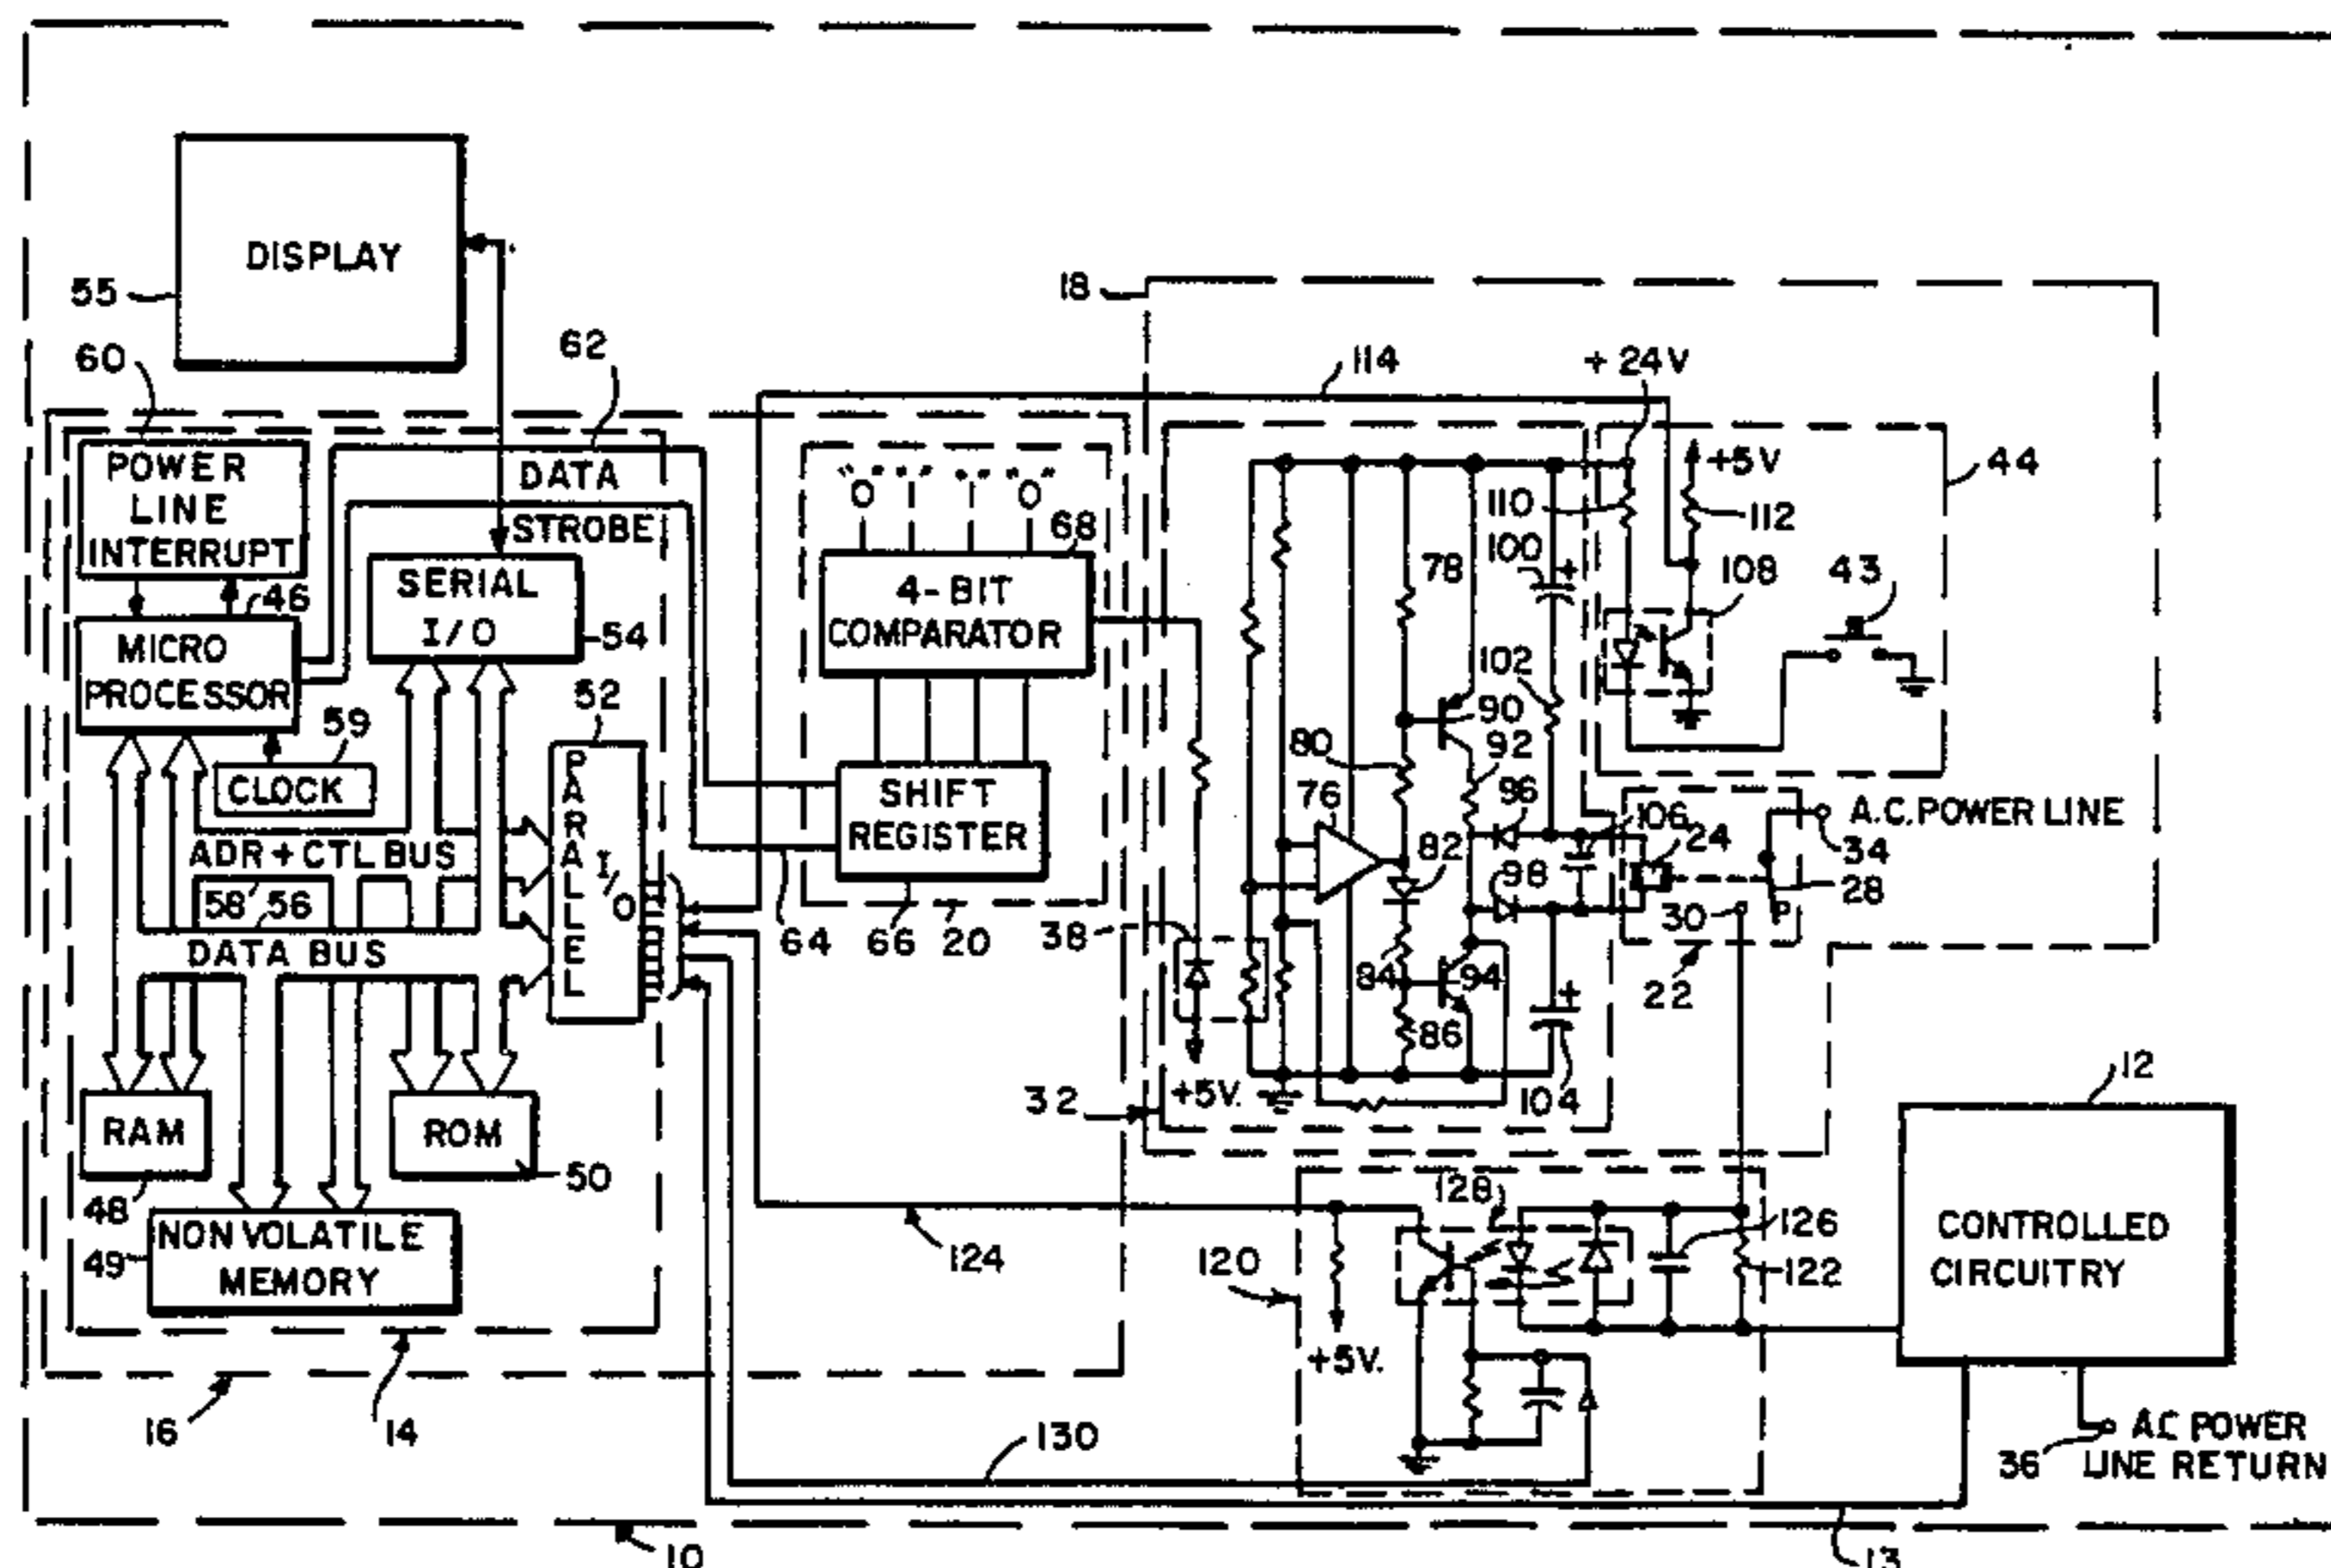 18
DISPLAY
55
62
60
114
+ 24V
POWER
LINE
INTERRUPT
DATA
STROBE
"0" "1" "1" "0"
68
+5V
44
110
112
46
SERIAL
I/O
54
4-BIT
COMPARATOR
78
100
+
108
43
MICRO
PROCESSOR
52
102
59
CLOCK
90
92
80
76
96
SHIFT
REGISTER
A.C. POWER LINE
PARALLEL
I/O
ADR + CTL BUS
82
106
24
34
58
56
98
30
28
DATA BUS
64
66
20
38
84
94
22
+
86
RAM
ROM
32
+5V.
104
12
50
48
NON VOLATILE
MEMORY
49
128
126
124
120
122
CONTROLLED
CIRCUITRY
+5V.
16
14
130
A.C. POWER
LINE RETURN
36
10
13